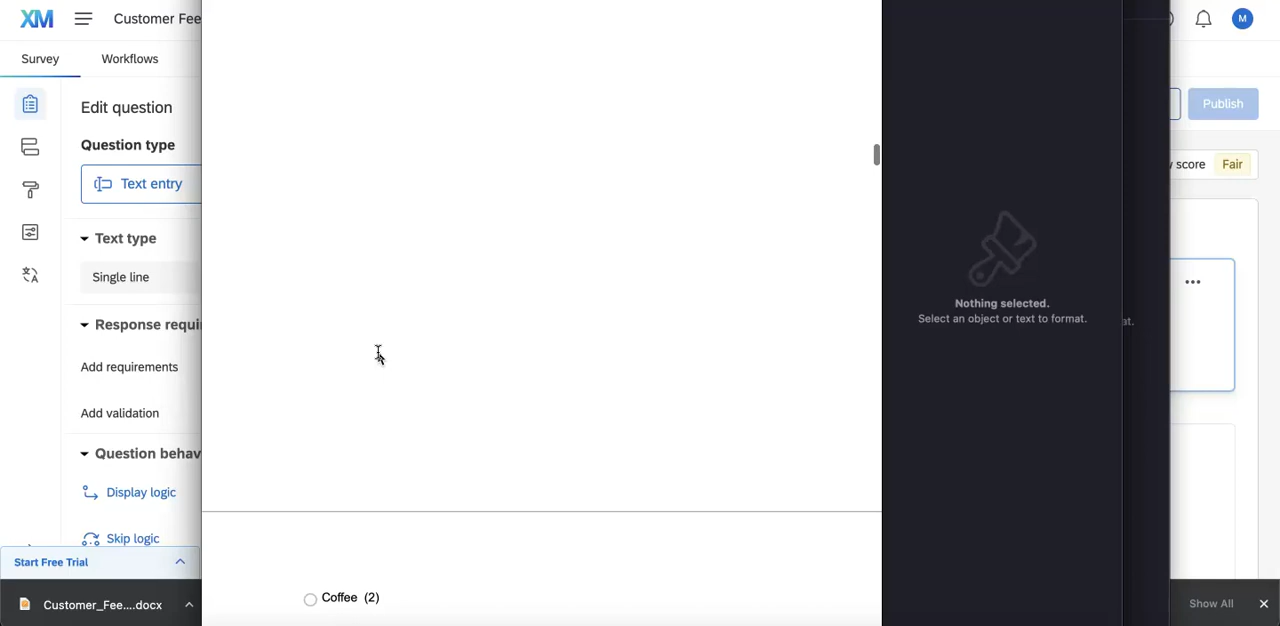 XM
Customer Fee
M
Survey
Workflows
Edit question
Publish
Question type
score
Fair
Text entry
Text type
Single line
Nothing selected.
Select an object or text to format.
at.
Response requi
Add requirements
Add validation
Question behav
Display logic
Skip logic
Start Free Trial
Coffee (2)
Customer_Fee....docx
Show All